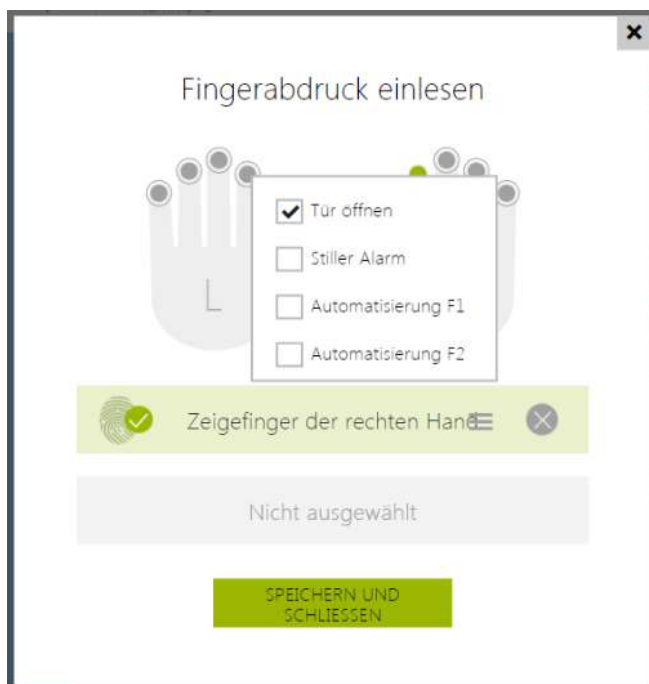 Fingerabdruck einlesen
Tür öffnen
Stiller Alarm
Automatisierung F1
Automatisierung F2
L
Zeigefinger der rechten Hand
Nicht ausgewählt
SPEICHERN UND
SCHLIESSEN